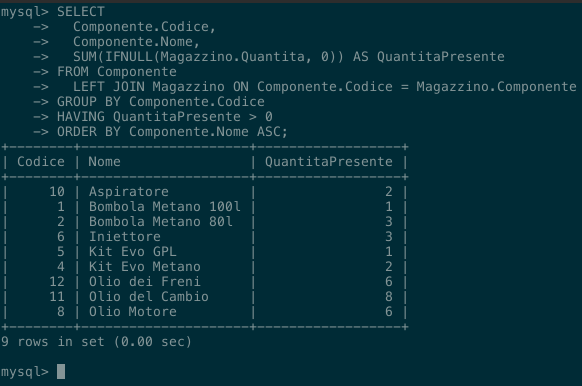 mysql> SELECT
    ->   Componente.Codice,
    ->   Componente.Nome,
    ->   SUM(IFNULL(Magazzino.Quantita, 0)) AS QuantitaPresente
    -> FROM Componente
    ->   LEFT JOIN Magazzino ON Componente.Codice = Magazzino.Componente
    -> GROUP BY Componente.Codice
    -> HAVING QuantitaPresente > 0
    -> ORDER BY Componente.Nome ASC;
+--------+---------------------+------------------+
| Codice | Nome                | QuantitaPresente |
+--------+---------------------+------------------+
|     10 | Aspiratore          |                2 |
|      1 | Bombola Metano 100l |                1 |
|      2 | Bombola Metano 80l  |                3 |
|      6 | Iniettore           |                3 |
|      5 | Kit Evo GPL         |                1 |
|      4 | Kit Evo Metano      |                2 |
|     12 | Olio dei Freni      |                6 |
|     11 | Olio del Cambio     |                8 |
|      8 | Olio Motore         |                6 |
+--------+---------------------+------------------+
9 rows in set (0.00 sec)
mysql>